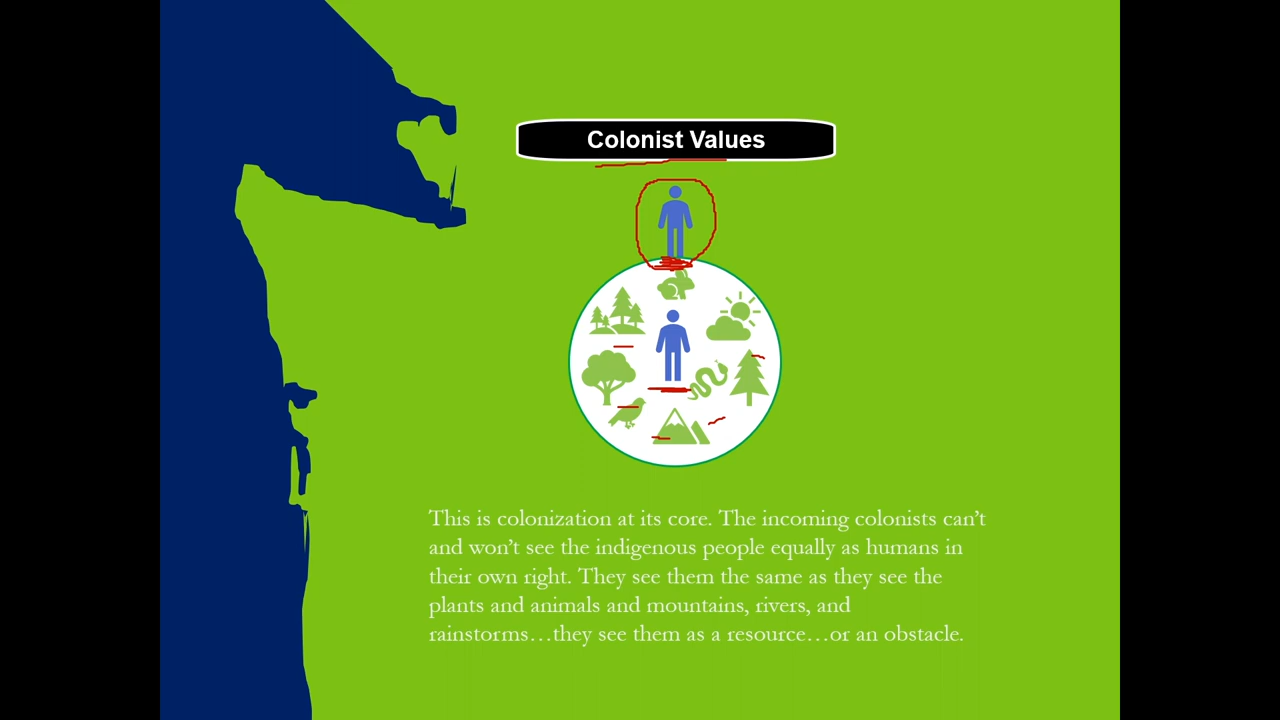 Colonist Values
This is colonization at its core. The incoming colonists can’t
and won’t see the indigenous people equally as humans in
their own right. They see them the same as they see the
plants and animals and mountains, rivers, and
rainstorms…they see them as a resource…or an obstacle.